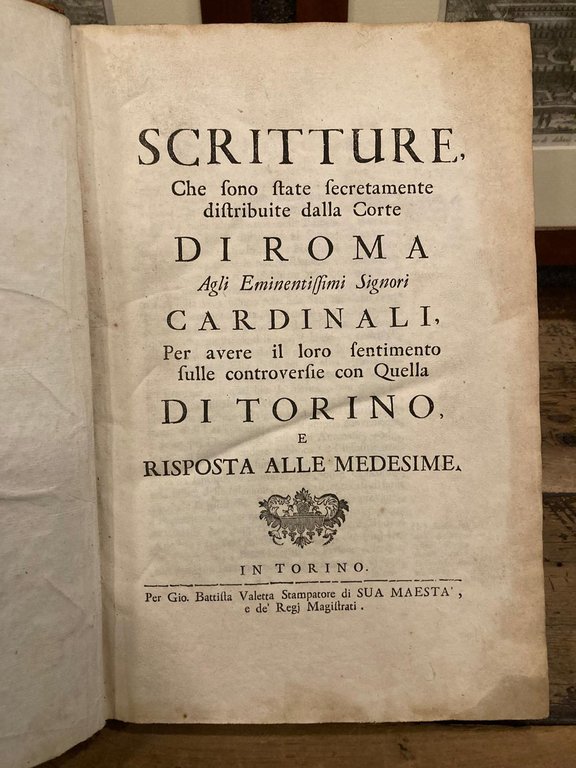 SCRITTURE,
Che ſono ſtate ſecretamente
diſtribuite dalla Corte
DI ROMA
Agli Eminentiſſimi Signori
CARDINALI,
Per avere il loro ſentimento
ſulle controverſie con Quella
DI TORINO,
E
RISPOSTA ALLE MEDESIME.
IN TORINO.
Per Gio. Battiſta Valetta Stampatore di SUA MAESTA',
e de' Regj Magiſtrati.